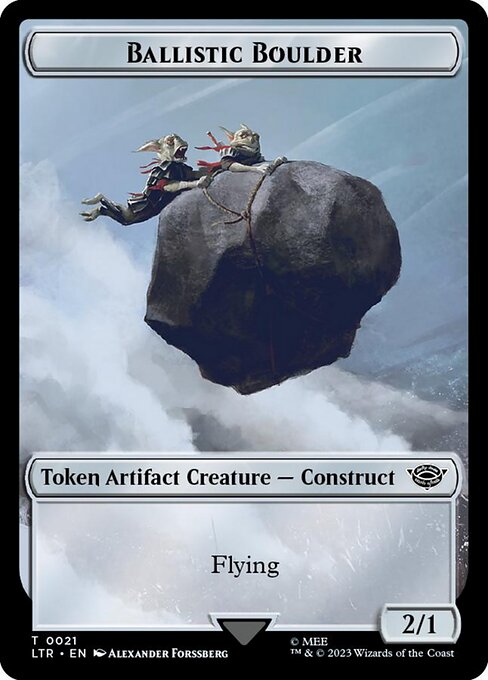 Ballistic Boulder
Token Artifact Creature — Construct
Flying
2/1
T 0021
LTR • EN Alexander Forssberg
© MEE
™ & © 2023 Wizards of the Coast